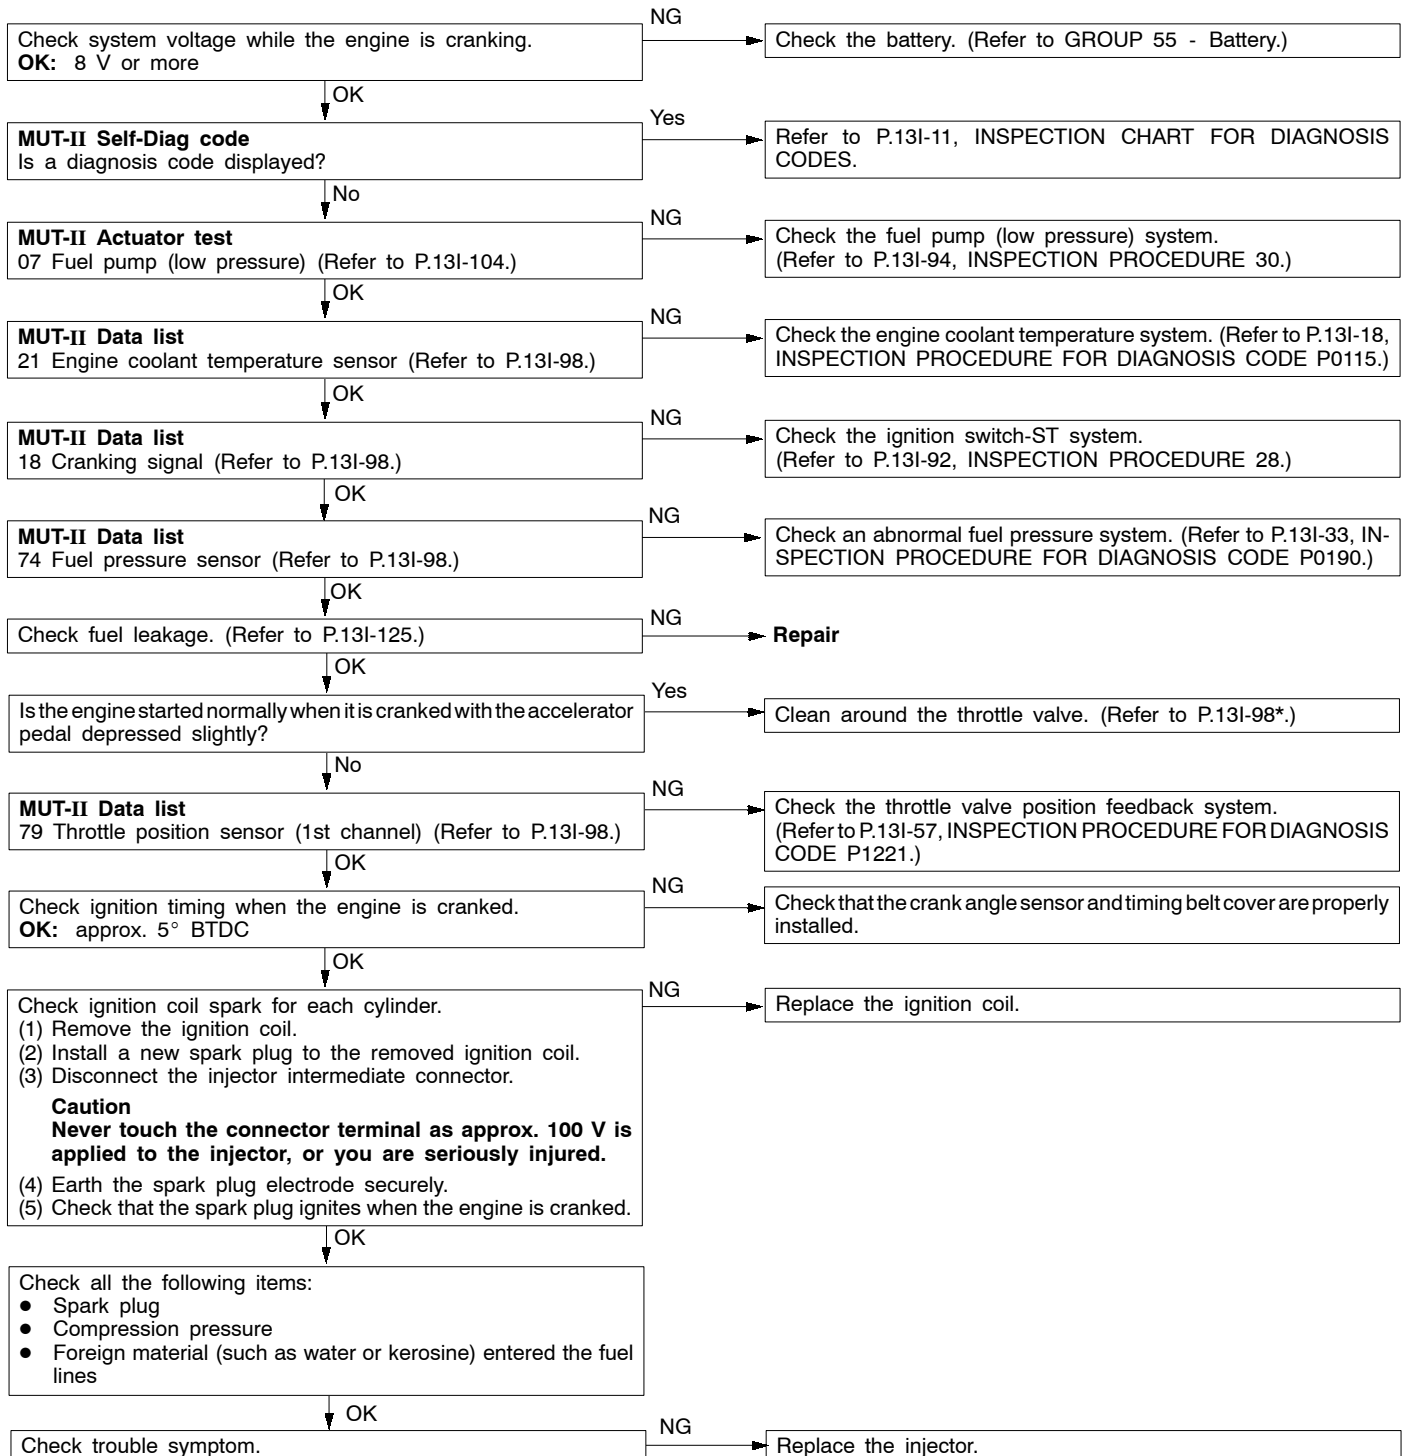 NG
Check system voltage while the engine is cranking.
OK: 8 V or more
Check the battery. (Refer to GROUP 55 - Battery.)
OK
MUT-II Self-Diag code
Is a diagnosis code displayed?
Yes
Refer to P.13I-11, INSPECTION CHART FOR DIAGNOSIS
CODES.
No
MUT-II Actuator test
07 Fuel pump (low pressure) (Refer to P.13I-104.)
NG
Check the fuel pump (low pressure) system.
(Refer to P.13I-94, INSPECTION PROCEDURE 30.)
OK
MUT-II Data list
21 Engine coolant temperature sensor (Refer to P.13I-98.)
NG
Check the engine coolant temperature system. (Refer to P.13I-18,
INSPECTION PROCEDURE FOR DIAGNOSIS CODE P0115.)
OK
MUT-II Data list
18 Cranking signal (Refer to P.13I-98.)
NG
Check the ignition switch-ST system.
(Refer to P.13I-92, INSPECTION PROCEDURE 28.)
OK
MUT-II Data list
74 Fuel pressure sensor (Refer to P.13I-98.)
NG
Check an abnormal fuel pressure system. (Refer to P.13I-33, IN-
SPECTION PROCEDURE FOR DIAGNOSIS CODE P0190.)
OK
Check fuel leakage. (Refer to P.13I-125.)
NG
Repair
OK
Is the engine started normally when it is cranked with the accelerator
pedal depressed slightly?
Yes
Clean around the throttle valve. (Refer to P.13I-98*.)
No
MUT-II Data list
79 Throttle position sensor (1st channel) (Refer to P.13I-98.)
NG
Check the throttle valve position feedback system.
(Refer to P.13I-57, INSPECTION PROCEDURE FOR DIAGNOSIS
CODE P1221.)
OK
Check ignition timing when the engine is cranked.
OK: approx. 5° BTDC
NG
Check that the crank angle sensor and timing belt cover are properly
installed.
OK
Check ignition coil spark for each cylinder.
(1) Remove the ignition coil.
(2) Install a new spark plug to the removed ignition coil.
(3) Disconnect the injector intermediate connector.
Caution
Never touch the connector terminal as approx. 100 V is
applied to the injector, or you are seriously injured.
(4) Earth the spark plug electrode securely.
(5) Check that the spark plug ignites when the engine is cranked.
NG
Replace the ignition coil.
OK
Check all the following items:
● Spark plug
● Compression pressure
● Foreign material (such as water or kerosine) entered the fuel
lines
OK
Check trouble symptom.
NG
Replace the injector.